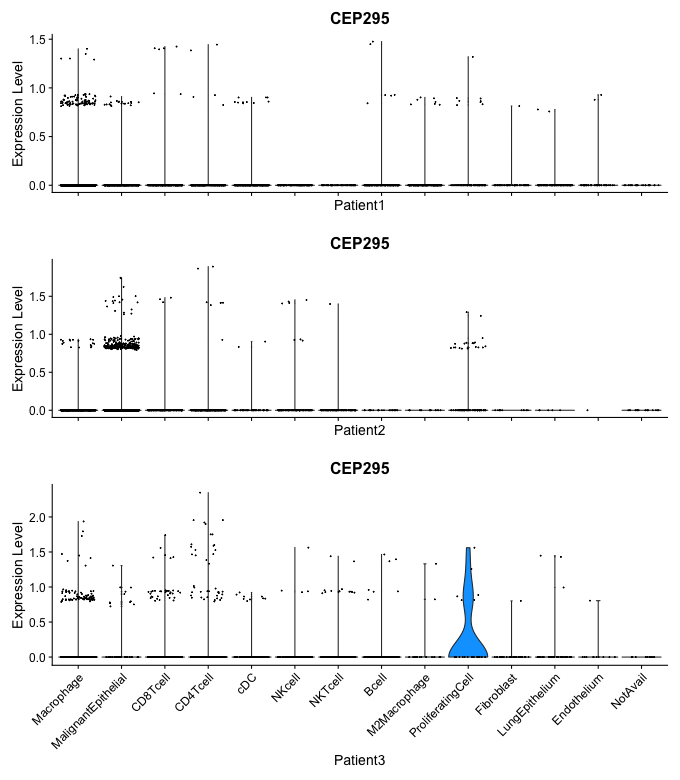 CEP295
Expression Level
1.5
1.0
0.5
0.0
Patient1
CEP295
Expression Level
1.5
1.0
0.5
0.0
Patient2
CEP295
Expression Level
2.0
1.5
1.0
0.5
0.0
Macrophage
MalignantEpithelial
CD8Tcell
CD4Tcell
cDC
NKcell
NKTcell
Bcell
M2Macrophage
ProliferatingCell
Fibroblast
LungEpithelium
Endothelium
NotAvail
Patient3